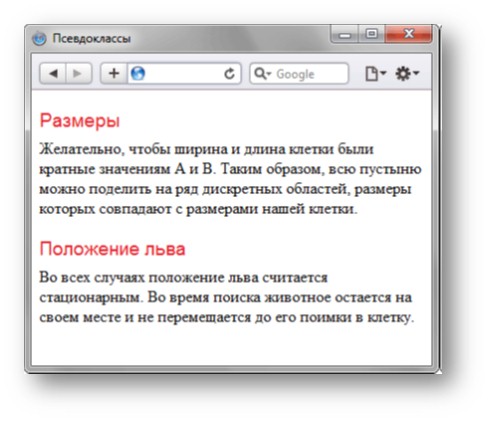 Псевдоклассы
Google
Размеры
Желательно, чтобы ширина и длина клетки были
кратные значениям А и В. Таким образом, всю пустыню
можно поделить на ряд дискретных областей, размеры
которых совпадают с размерами нашей клетки.
Положение льва
Во всех случаях положение льва считается
стационарным. Во время поиска животное остается на
своем месте и не перемещается до его поимки в клетку.